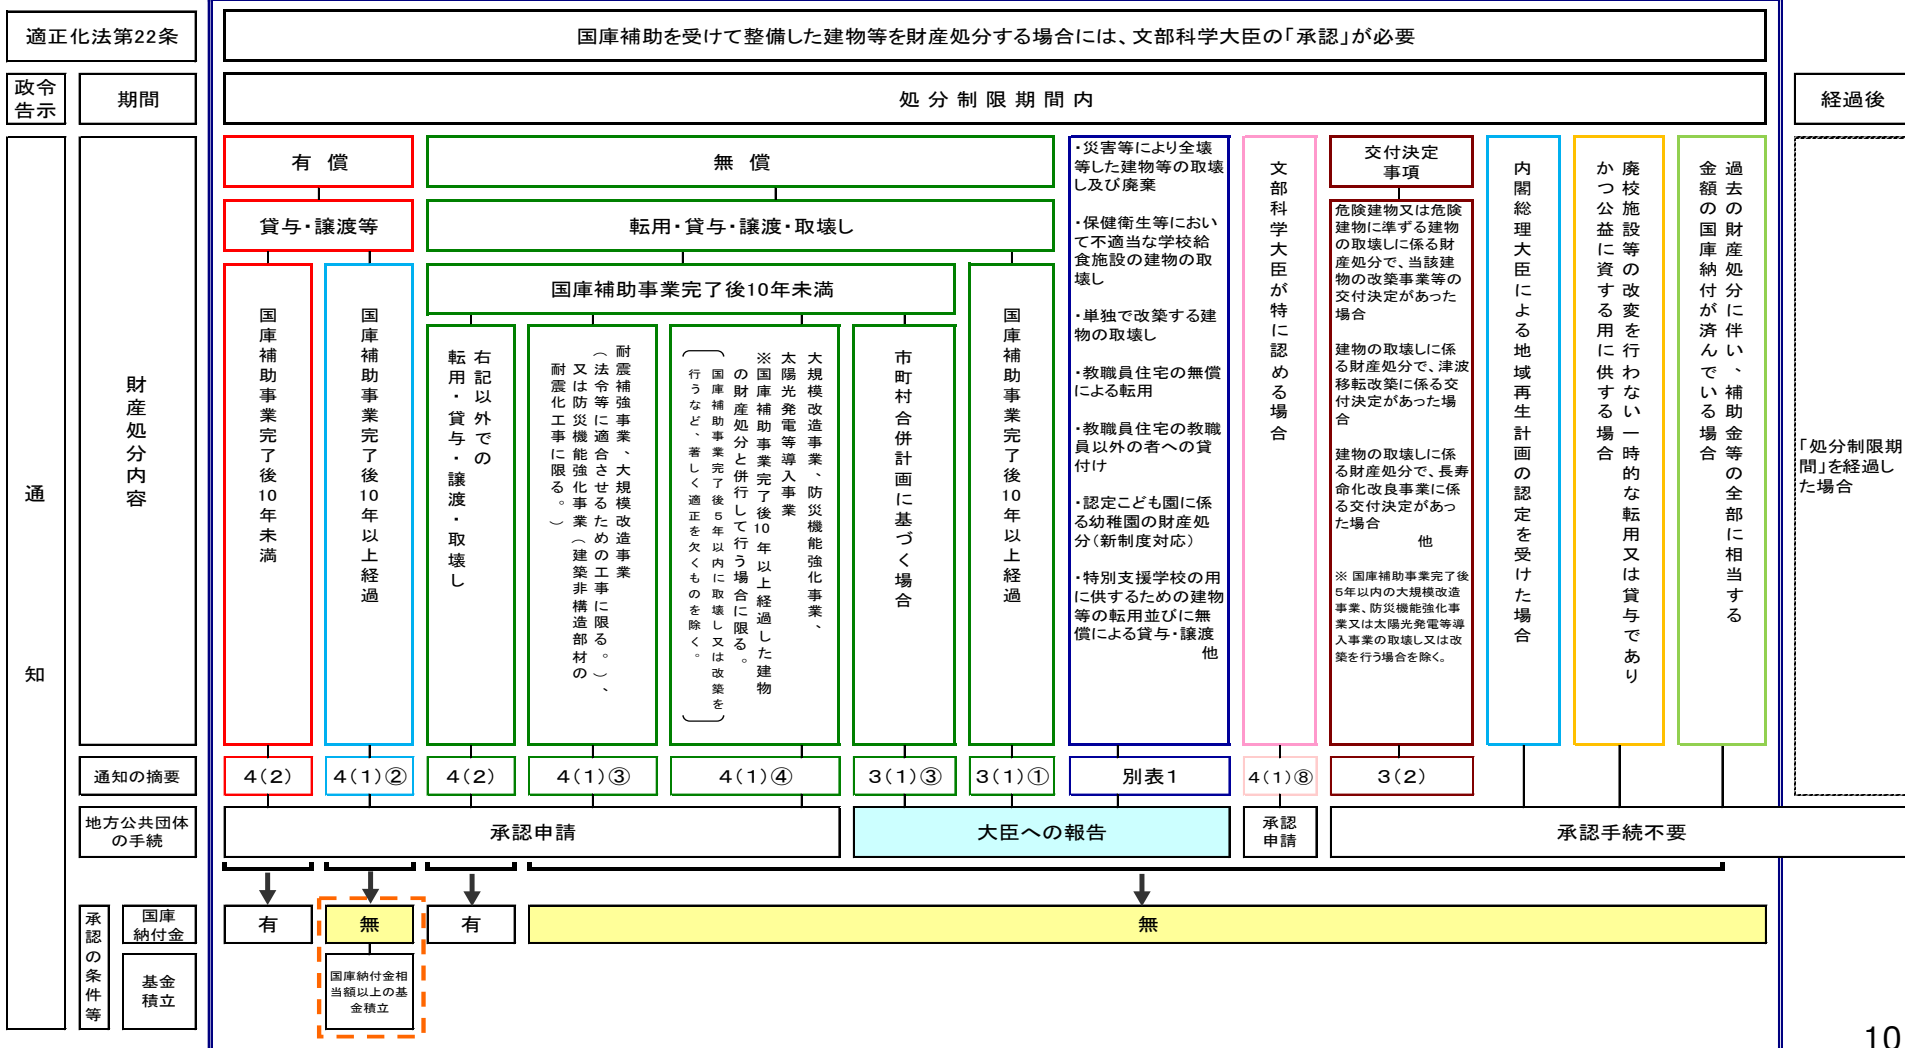 適正化法第22条
国庫補助を受けて整備した建物等を財産処分する場合には、文部科学大臣の「承認」が必要
政令
告示
期間
処分制限期間内
経過後
通知
財産処分内容
有 償
無 償
貸与・譲渡等
転用・貸与・譲渡・取壊し
国庫補助事業完了後10年未満
国庫補助事業完了後10年未満
国庫補助事業完了後10年以上経過
右記以外での
転用・貸与・譲渡・取壊し
耐震補強事業、大規模改造事業
(法令等に適合させるための工事に限る。)、
又は防災機能強化事業(建築非構造部材の
耐震化工事に限る。)
大規模改造事業、防災機能強化事業、
太陽光発電等導入事業
※国庫補助事業完了後10年以上経過した建物
の財産処分と併行して行う場合に限る。
国庫補助事業完了後5年以内に取壊し又は改築を
行うなど、著しく適正を欠くものを除く。
市町村合併計画に基づく場合
国庫補助事業完了後10年以上経過
・災害等により全壊
等した建物等の取壊
し及び廃棄
・保健衛生等におい
て不適当な学校給
食施設の建物の取
壊し
・単独で改築する建
物の取壊し
・教職員住宅の無償
による転用
・教職員住宅の教職
員以外の者への貸
付け
・認定こども園に係
る幼稚園の財産処
分(新制度対応)
・特別支援学校の用
に供するための建物
等の転用並びに無
償による貸与・譲渡
他
文部科学大臣が特に認める場合
交付決定
事項
危険建物又は危険
建物に準ずる建物
の取壊しに係る財
産処分で、当該建
物の改築事業等の
交付決定があった
場合
建物の取壊しに係
る財産処分で、津波
移転改築に係る交
付決定があった場
合
建物の取壊しに係
る財産処分で、長寿
命化改良事業に係
る交付決定があっ
た場合
他
※ 国庫補助事業完了後
5年以内の大規模改造
事業、防災機能強化事
業又は太陽光発電等導
入事業の取壊し又は改
築を行う場合を除く。
内閣総理大臣による地域再生計画の認定を受けた場合
廃校施設等の改変を行わない一時的な転用又は貸与であり
かつ公益に資する用に供する場合
過去の財産処分に伴い、補助金等の全部に相当する
金額の国庫納付が済んでいる場合
「処分制限期
間」を経過し
た場合
通知の摘要
4(2)
4(1)②
4(2)
4(1)③
4(1)④
3(1)③
3(1)①
別表1
4(1)⑧
3(2)
地方公共団体
の手続
承認申請
大臣への報告
承認
申請
承認手続不要
承認の条件等
国庫
納付金
有
無
有
無
基金
積立
国庫納付金相
当額以上の基
金積立
10